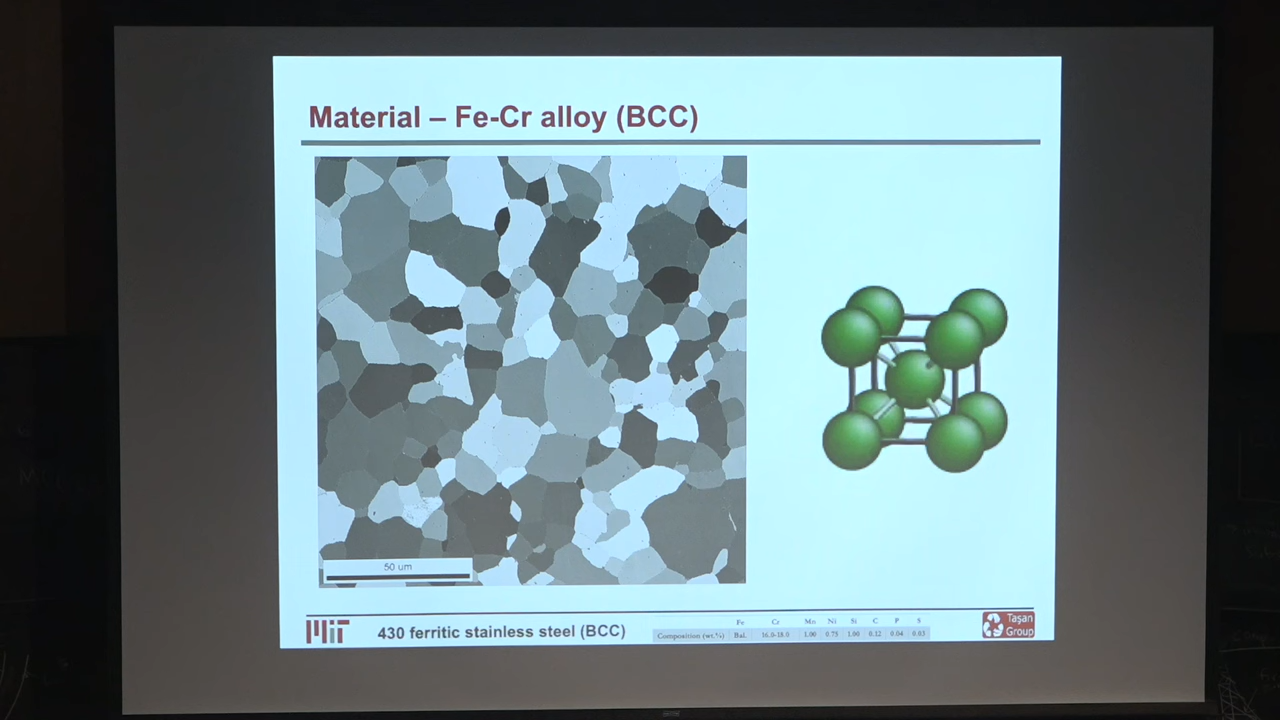 Material – Fe-Cr alloy (BCC)
50 um
MIT
430 ferritic stainless steel (BCC)
Fe Cr Mn Ni Si C P S
Composition (wt.%) Bal. 16.0-18.0 1.00 0.75 1.00 0.12 0.04 0.03
Taşan
Group